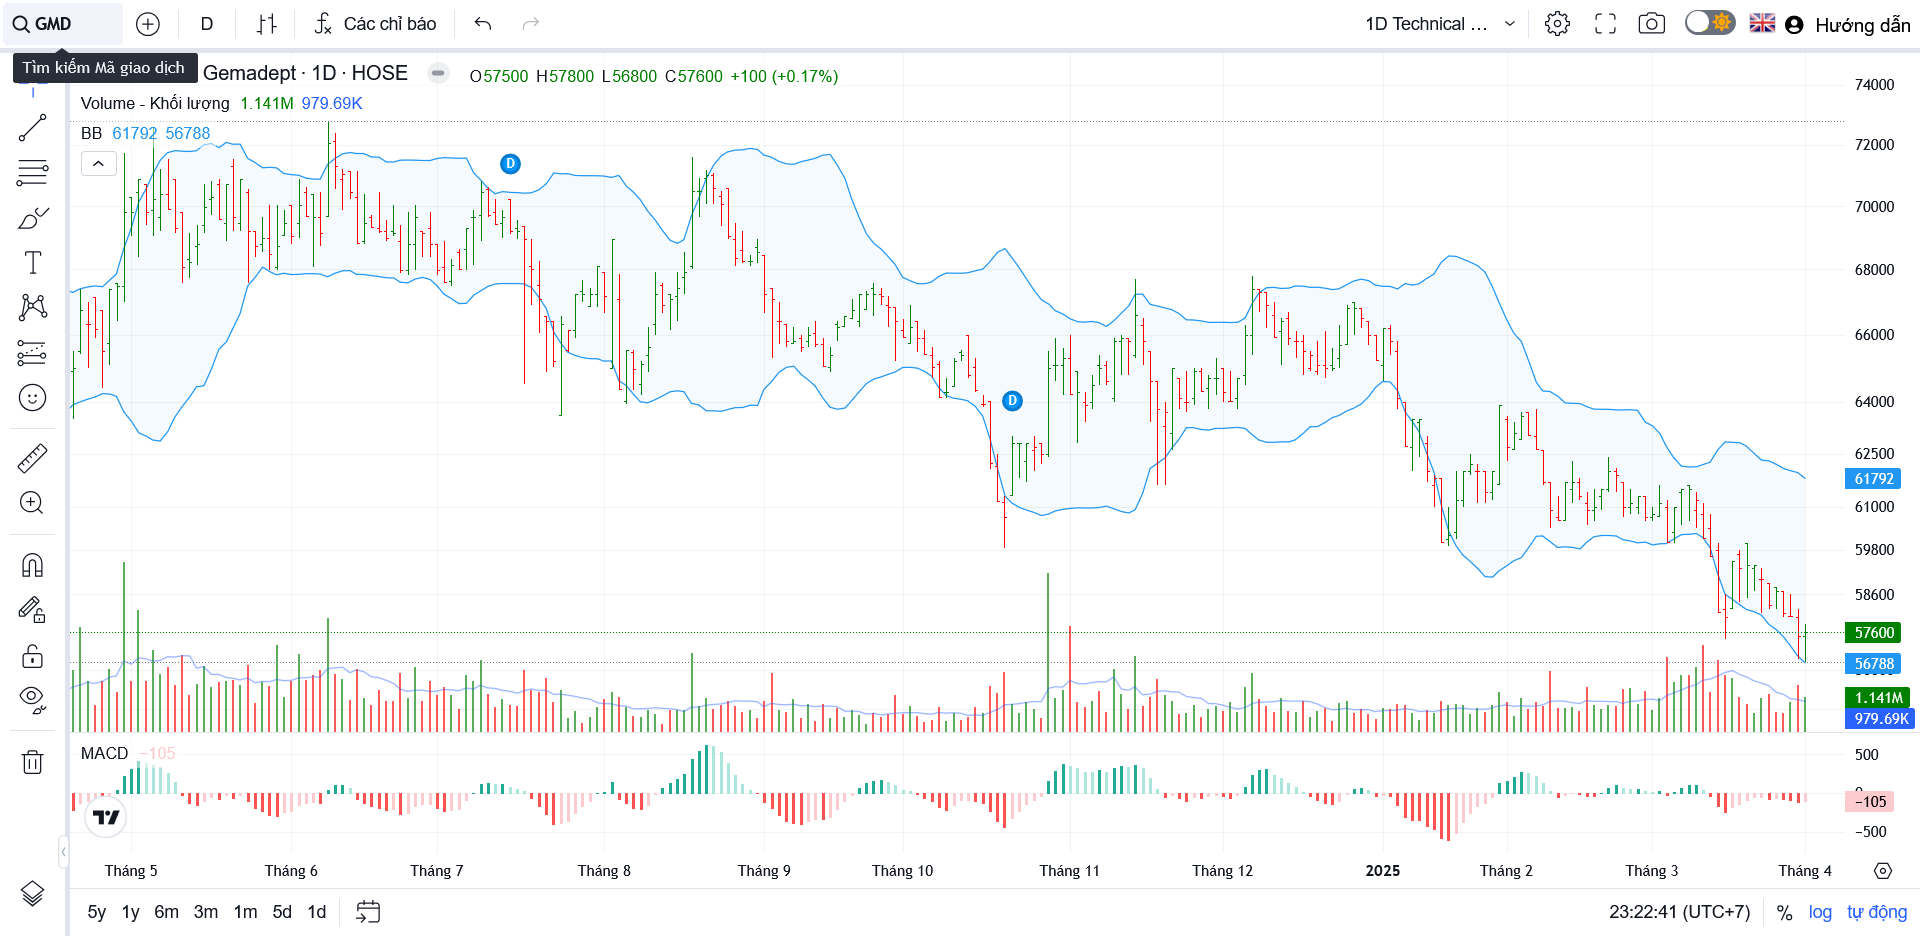 GMD
D
Các chỉ báo
1D Technical ...
Hướng dẫn
Tìm kiếm Mã giao dịch
Gemadept · 1D · HOSE
O57500 H57800 L56800 C57600 +100 (+0.17%)
Volume - Khối lượng 1.141M 979.69K
BB 61792 56788
D
D
74000
72000
70000
68000
66000
64000
62500
61792
61000
59800
58600
57600
56788
1.141M
979.69K
MACD −105
500
−105
−500
Tháng 5 Tháng 6 Tháng 7 Tháng 8 Tháng 9 Tháng 10 Tháng 11 Tháng 12 2025 Tháng 2 Tháng 3 Tháng 4
5y 1y 6m 3m 1m 5d 1d
23:22:41 (UTC+7) % log tự động